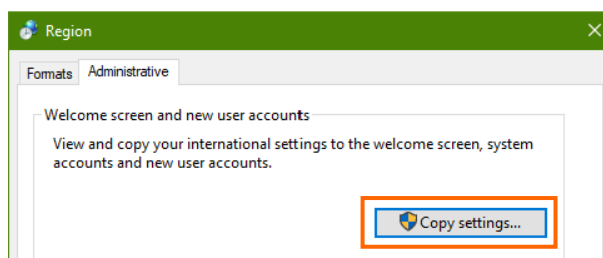 Region
Formats Administrative
Welcome screen and new user accounts
View and copy your international settings to the welcome screen, system
accounts and new user accounts.
Copy settings...